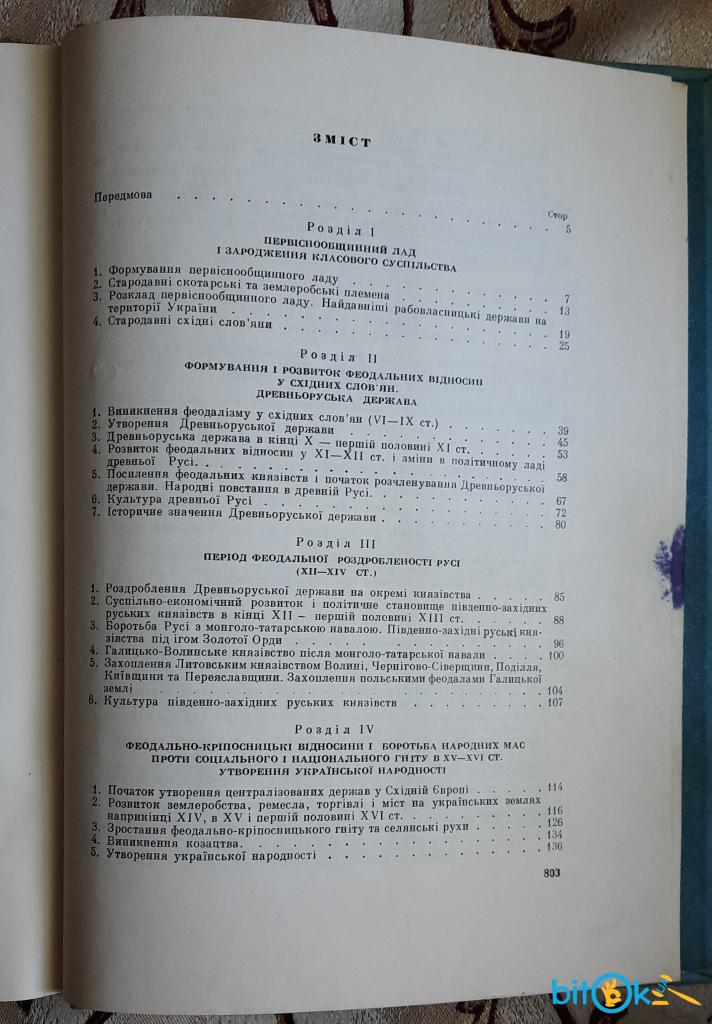 ЗМІСТ
Стор.
Передмова . . . . . . . . . . . . . . . . . . . . 5
Розділ I
ПЕРВІСНООБЩИННИЙ ЛАД
І ЗАРОДЖЕННЯ КЛАСОВОГО СУСПІЛЬСТВА
1. Формування первіснообщинного ладу . . . . . . . . . . 7
2. Стародавні скотарські та землеробські племена . . . . . . . . 13
3. Розклад первіснообщинного ладу. Найдавніші рабовласницькі держави на
території України . . . . . . . . . . . . . . . . 19
4. Стародавні східні слов'яни . . . . . . . . . . . . . . 25
Розділ II
ФОРМУВАННЯ І РОЗВИТОК ФЕОДАЛЬНИХ ВІДНОСИН
У СХІДНИХ СЛОВ'ЯН.
ДРЕВНЬОРУСЬКА ДЕРЖАВА
1. Виникнення феодалізму у східних слов'ян (VI—IX ст.) . . . . . . 39
2. Утворення Древньоруської держави . . . . . . . . . . . 45
3. Древньоруська держава в кінці X — першій половині XI ст. . . . . 53
4. Розвиток феодальних відносин у XI—XII ст. і зміни в політичному ладі
древньої Русі. . . . . . . . . . . . . . . . . . 58
5. Посилення феодальних князівств і початок розчленування Древньоруської
держави. Народні повстання в древній Русі. . . . . . . . . 67
6. Культура древньої Русі . . . . . . . . . . . . . . . 72
7. Історичне значення Древньоруської держави . . . . . . . . . 80
Розділ III
ПЕРІОД ФЕОДАЛЬНОЇ РОЗДРОБЛЕНОСТІ РУСІ
(XII—XIV СТ.)
1. Роздроблення Древньоруської держави на окремі князівства . . . . 85
2. Суспільно-економічний розвиток і політичне становище південно-західних
руських князівств в кінці XII – першій половині XIII ст. . . . . . 88
3. Боротьба Русі з монголо-татарською навалою. Південно-західні руські кня-
зівства під ігом Золотої Орди . . . . . . . . . . . . . 96
4. Галицько-Волинське князівство після монголо-татарської навали . . . . 100
5. Захоплення Литовським князівством Волині, Чернігово-Сіверщини, Поділля,
Київщини та Переяславщини. Захоплення польськими феодалами Галицької
землі . . . . . . . . . . . . . . . . . . . . 104
6. Культура південно-західних руських князівств . . . . . . . . 107
Розділ IV
ФЕОДАЛЬНО-КРІПОСНИЦЬКІ ВІДНОСИНИ І БОРОТЬБА НАРОДНИХ МАС
ПРОТИ СОЦІАЛЬНОГО І НАЦІОНАЛЬНОГО ГНІТУ В XV—XVI СТ.
УТВОРЕННЯ УКРАЇНСЬКОЇ НАРОДНОСТІ
1. Початок утворення централізованих держав у Східній Європі . . . . . 114
2. Розвиток землеробства, ремесла, торгівлі і міст на українських землях
наприкінці XIV, в XV і першій половині XVI ст. . . . . . . . . 116
3. Зростання феодально-кріпосницького гніту та селянські рухи . . . . . 126
4. Виникнення козацтва. . . . . . . . . . . . . . . . 134
5. Утворення української народності . . . . . . . . . . . . 136
803
bitOk